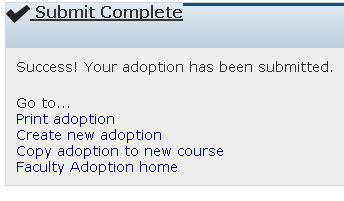 Submit Complete
Success! Your adoption has been submitted.
Go to...
Print adoption
Create new adoption
Copy adoption to new course
Faculty Adoption home